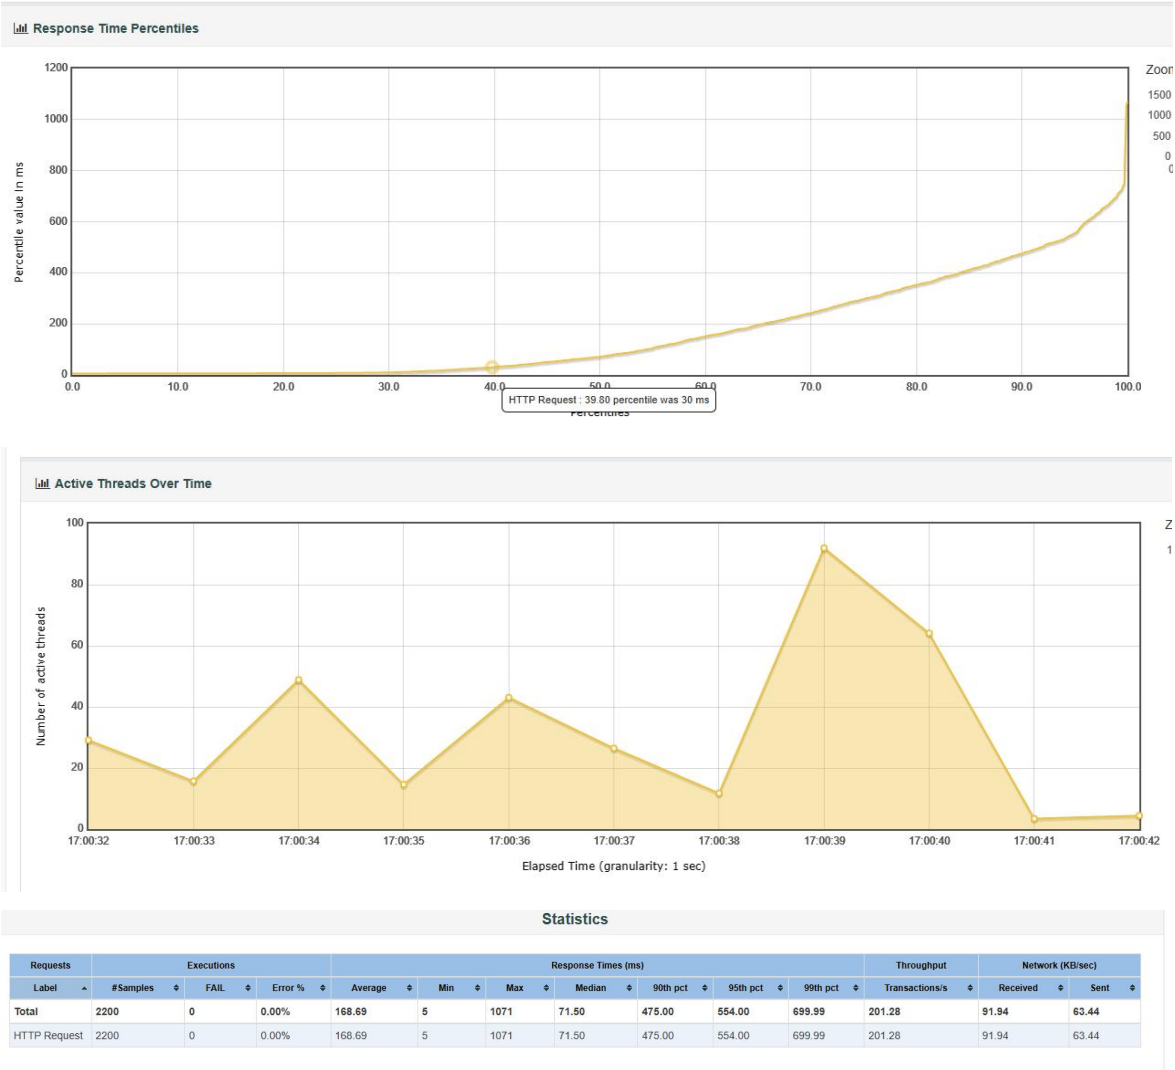 Response Time Percentiles
Zoom
1200
1000
800
600
400
200
0
Percentile value In ms
1500
1000
500
0
0
0.0 10.0 20.0 30.0 40.0 50.0 60.0 70.0 80.0 90.0 100.0
HTTP Request : 39.80 percentile was 30 ms
Percentiles
Active Threads Over Time
Z
1
100
80
60
40
20
0
Number of active threads
17:00:32 17:00:33 17:00:34 17:00:35 17:00:36 17:00:37 17:00:38 17:00:39 17:00:40 17:00:41 17:00:42
Elapsed Time (granularity: 1 sec)
Statistics
Requests Executions Response Times (ms) Throughput Network (KB/sec)
Label #Samples FAIL Error % Average Min Max Median 90th pct 95th pct 99th pct Transactions/s Received Sent
Total 2200 0 0.00% 168.69 5 1071 71.50 475.00 554.00 699.99 201.28 91.94 63.44
HTTP Request 2200 0 0.00% 168.69 5 1071 71.50 475.00 554.00 699.99 201.28 91.94 63.44